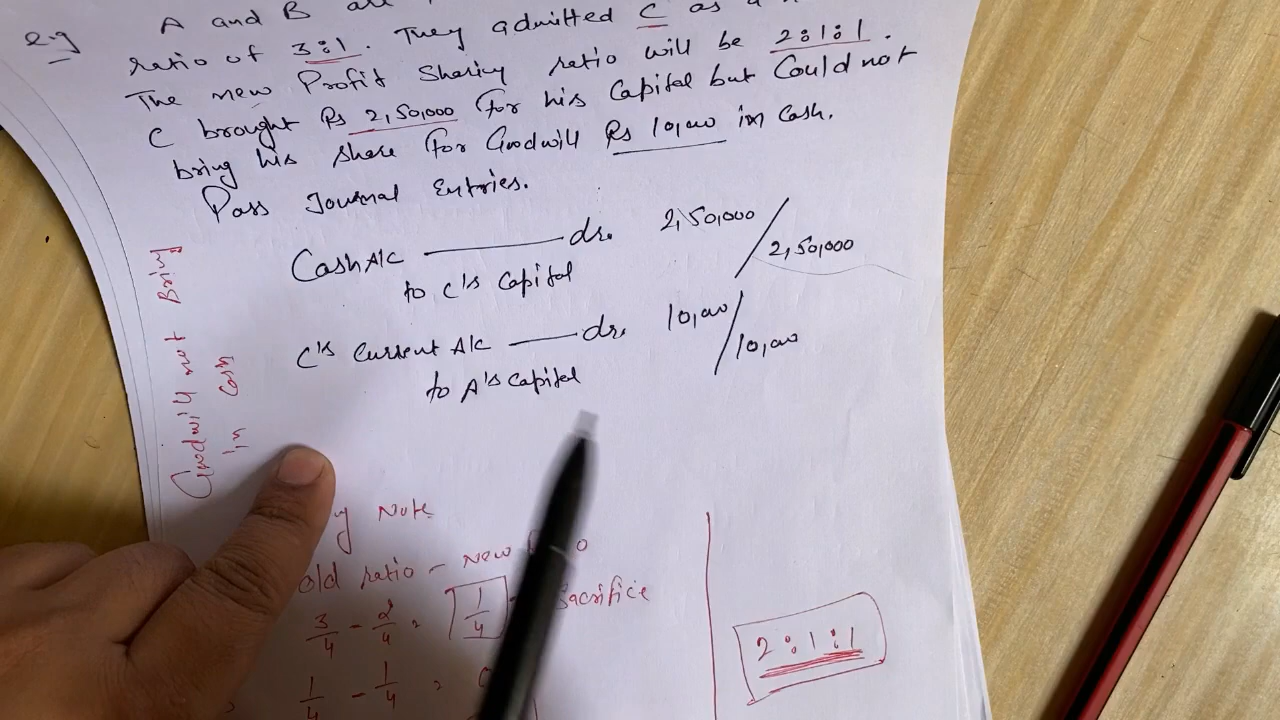 e.g A and B
ratio of 3:1. They admitted C as a
The new Profit Sharing ratio will be 2:1:1.
C brought Rs 2,50,000 for his Capital but Could not
bring his share for Goodwill Rs 10,000 in Cash.
Pass Journal Entries.
Cash A/c dr. 2,50,000
to C's Capital 2,50,000
C's Current A/c dr. 10,000
to A's Capital 10,000
Goodwill not Bring
in Cash
Note
old ratio - New
3/4 - 2/4 = 1/4 Sacrifice
1/4 - 1/4 =
2:1:1